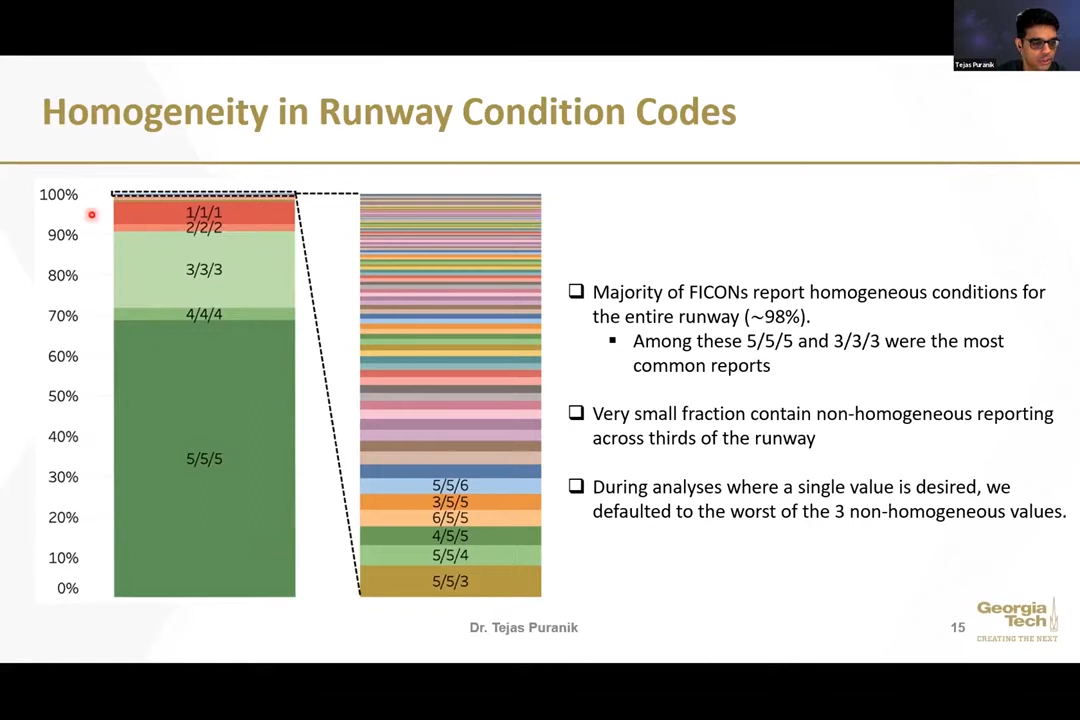 Tejas Puranik
Homogeneity in Runway Condition Codes
100%
90%
80%
70%
60%
50%
40%
30%
20%
10%
0%
1/1/1
2/2/2
3/3/3
4/4/4
5/5/5
5/5/6
3/5/5
6/5/5
4/5/5
5/5/4
5/5/3
Majority of FICONs report homogeneous conditions for
the entire runway (~98%).
Among these 5/5/5 and 3/3/3 were the most
common reports
Very small fraction contain non-homogeneous reporting
across thirds of the runway
During analyses where a single value is desired, we
defaulted to the worst of the 3 non-homogeneous values.
Dr. Tejas Puranik
15
Georgia
Tech
CREATING THE NEXT